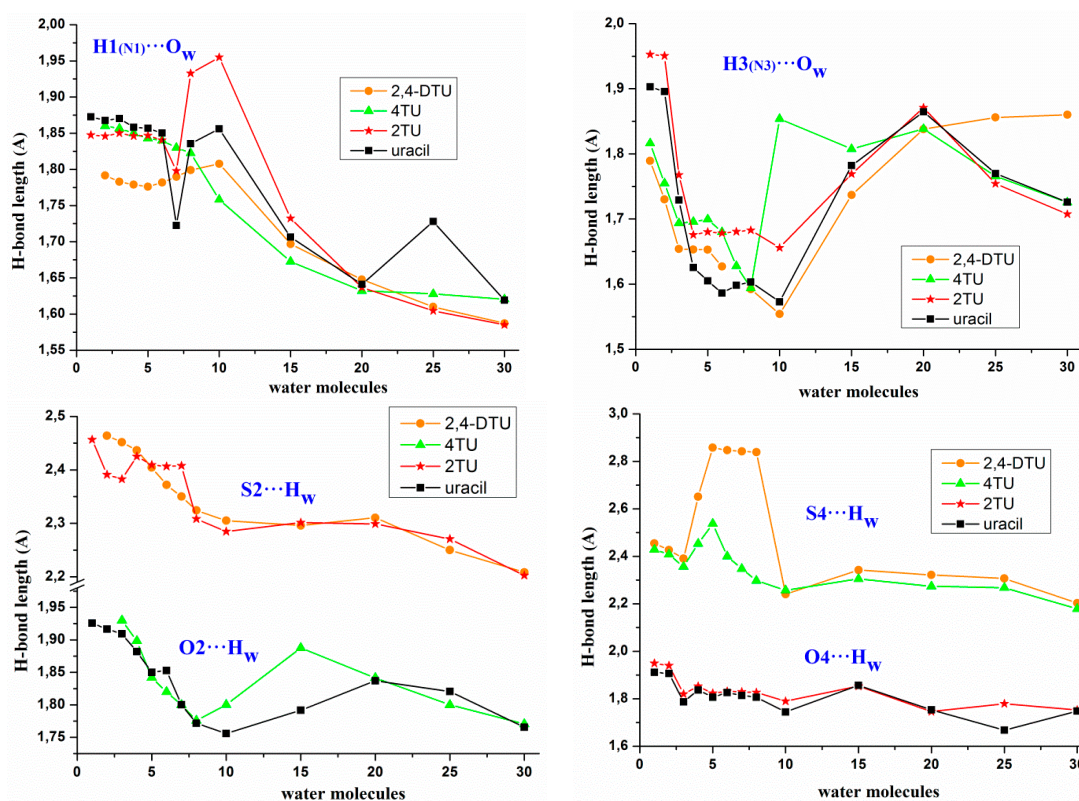 2,00
1,95
1,90
1,85
1,80
1,75
1,70
1,65
1,60
1,55
H-bond length (A)
H1(N1)···Ow
2,4-DTU
4TU
2TU
uracil
0 5 10 15 20 25 30
water molecules
2,0
1,9
1,8
1,7
1,6
1,5
H-bond length (A)
H3(N3)···Ow
2,4-DTU
4TU
2TU
uracil
0 5 10 15 20 25 30
water molecules
2,5
2,4
2,3
2,2
1,95
1,90
1,85
1,80
1,75
H-bond length (A)
2,4-DTU
4TU
2TU
uracil
S2···Hw
O2···Hw
0 5 10 15 20 25 30
water molecules
3,0
2,8
2,6
2,4
2,2
2,0
1,8
1,6
H-bond length (A)
2,4-DTU
4TU
2TU
uracil
S4···Hw
O4···Hw
0 5 10 15 20 25 30
water molecules